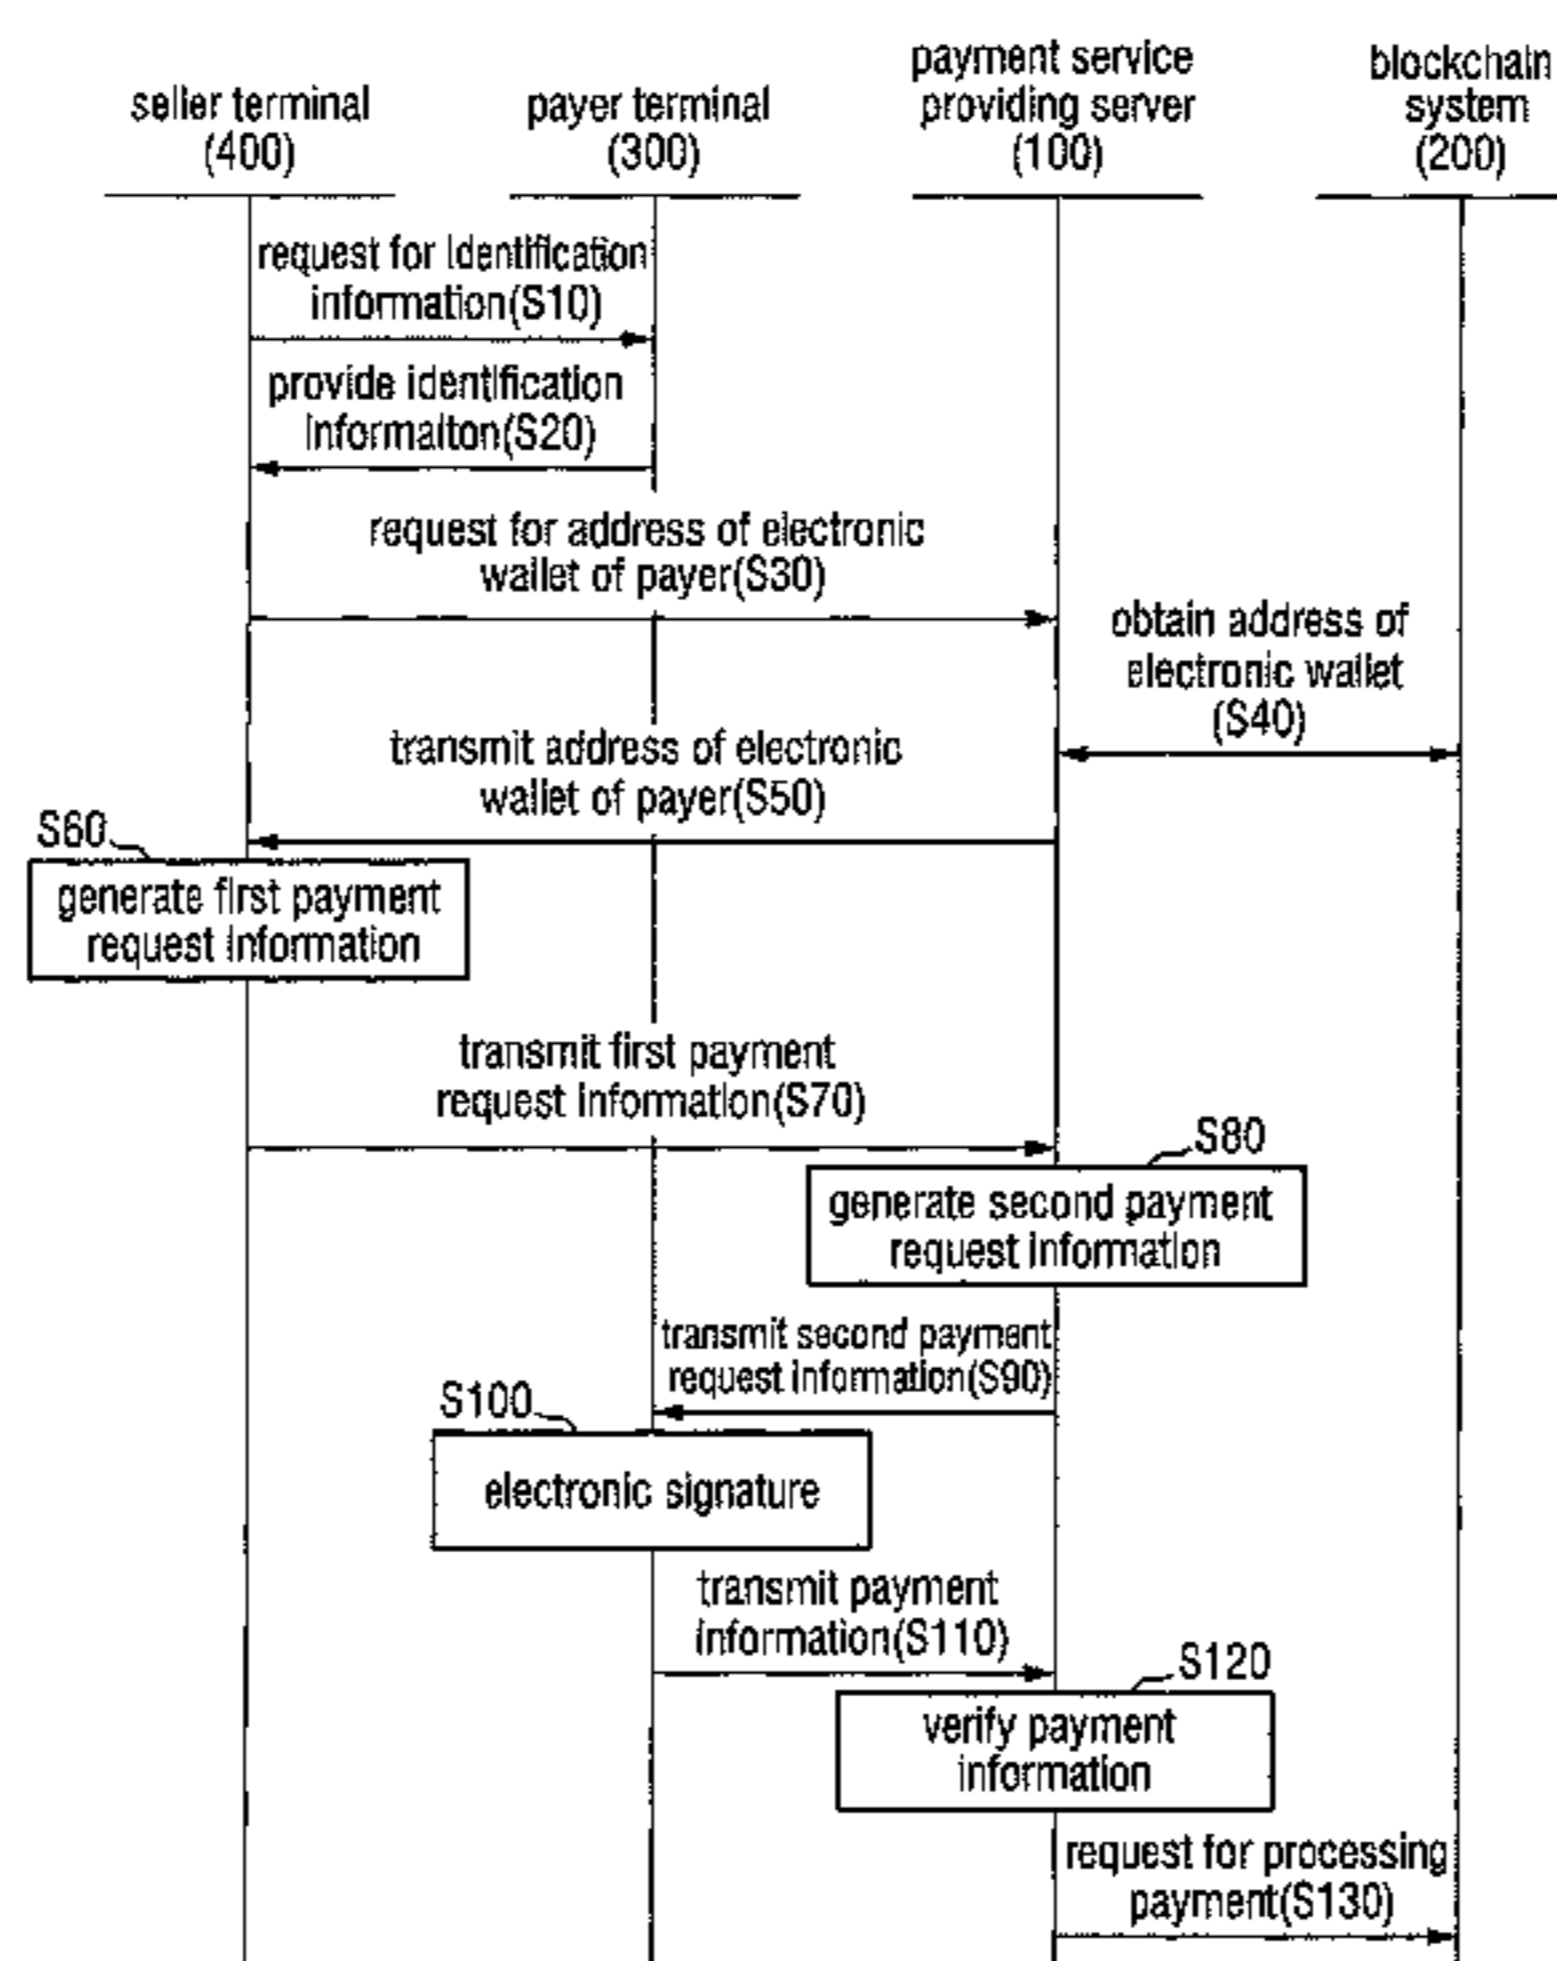 seller terminal
(400)
payer terminal
(300)
payment service
providing server
(100)
blockchain
system
(200)
request for identification
information(S10)
provide identification
informaiton(S20)
request for address of electronic
wallet of payer(S30)
obtain address of
electronic wallet
(S40)
transmit address of electronic
wallet of payer(S50)
S60
generate first payment
request information
transmit first payment
request information(S70)
S80
generate second payment
request information
transmit second payment
request information(S90)
S100
electronic signature
transmit payment
information(S110)
S120
verify payment
information
request for processing
payment(S130)